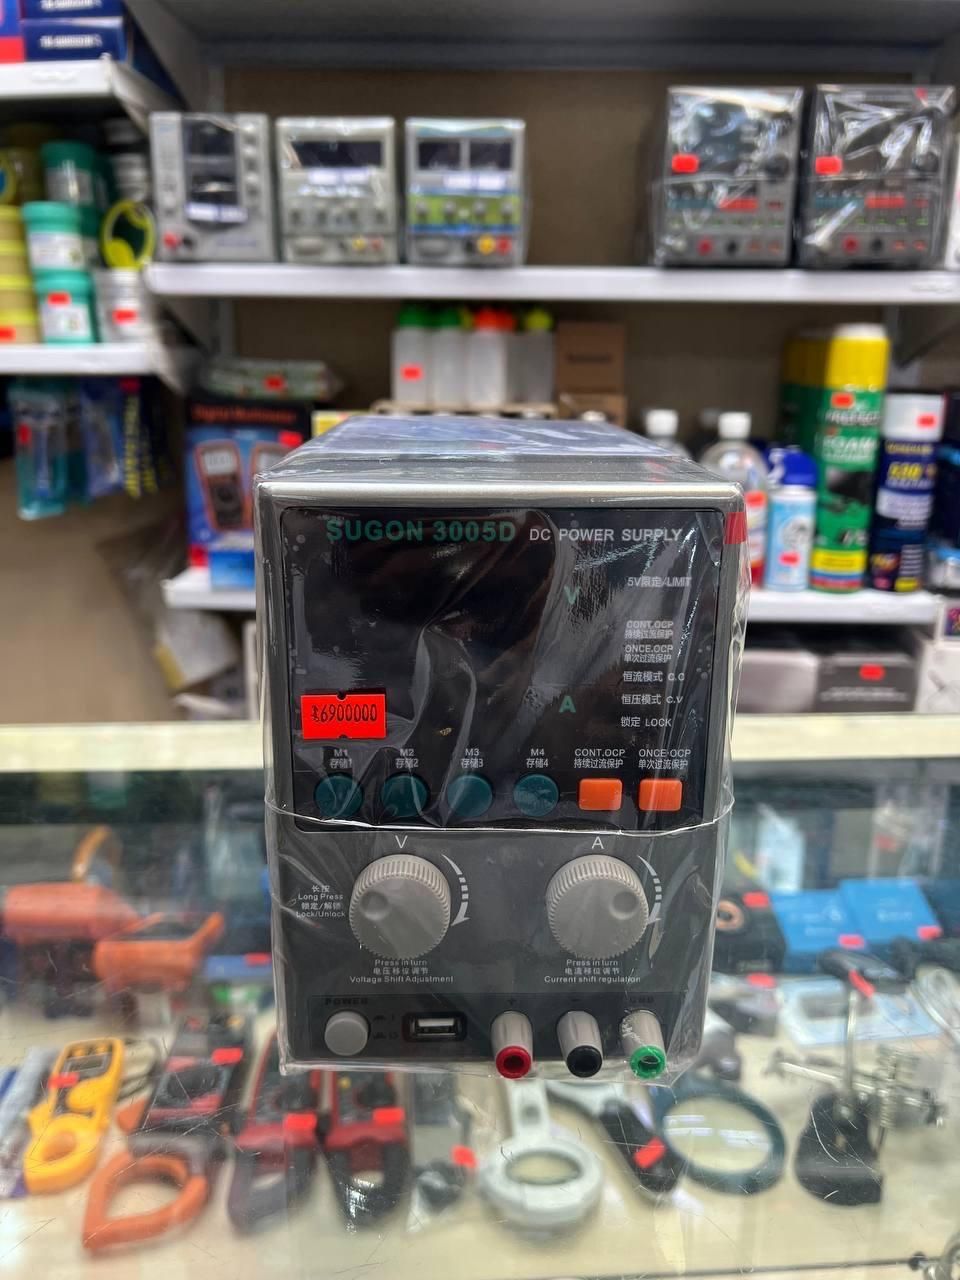 Digital Multimeter
SUGON 3005D DC POWER SUPPLY
V
5V限定/LIMIT
CONT.OCP
持续过流保护
ONCE.OCP
单次过流保护
恒流模式 C.C
A
恒压模式 C.V
锁定 LOCK
6900000
M1
存储1
M2
存储2
M3
存储3
M4
存储4
CONT.OCP
持续过流保护
ONCE-OCP
单次过流保护
V
A
长按
Long Press
锁定/解锁
Lock/Unlock
Press in turn
电压移位调节
Voltage Shift Adjustment
Press in turn
电流移位调节
Current shift regulation
POWER
+
−
GND
FOAM